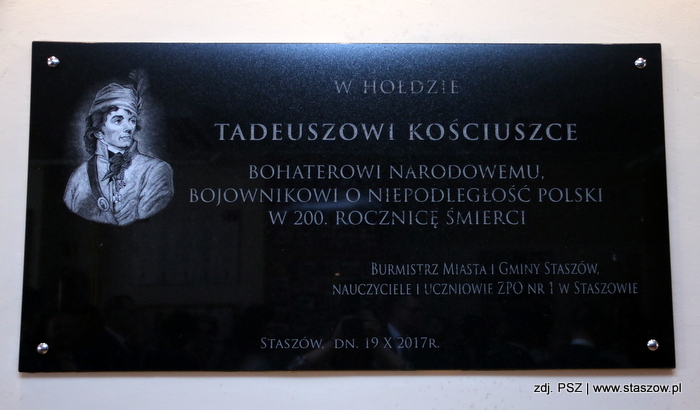 W HOŁDZIE
TADEUSZOWI KOŚCIUSZCE
BOHATEROWI NARODOWEMU,
BOJOWNIKOWI O NIEPODLEGŁOŚĆ POLSKI
W 200. ROCZNICĘ ŚMIERCI
BURMISTRZ MIASTA I GMINY STASZÓW,
NAUCZYCIELE I UCZNIOWIE ZPO NR 1 W STASZOWIE
STASZÓW, DN. 19 X 2017R.
zdj. PSZ | www.staszow.pl